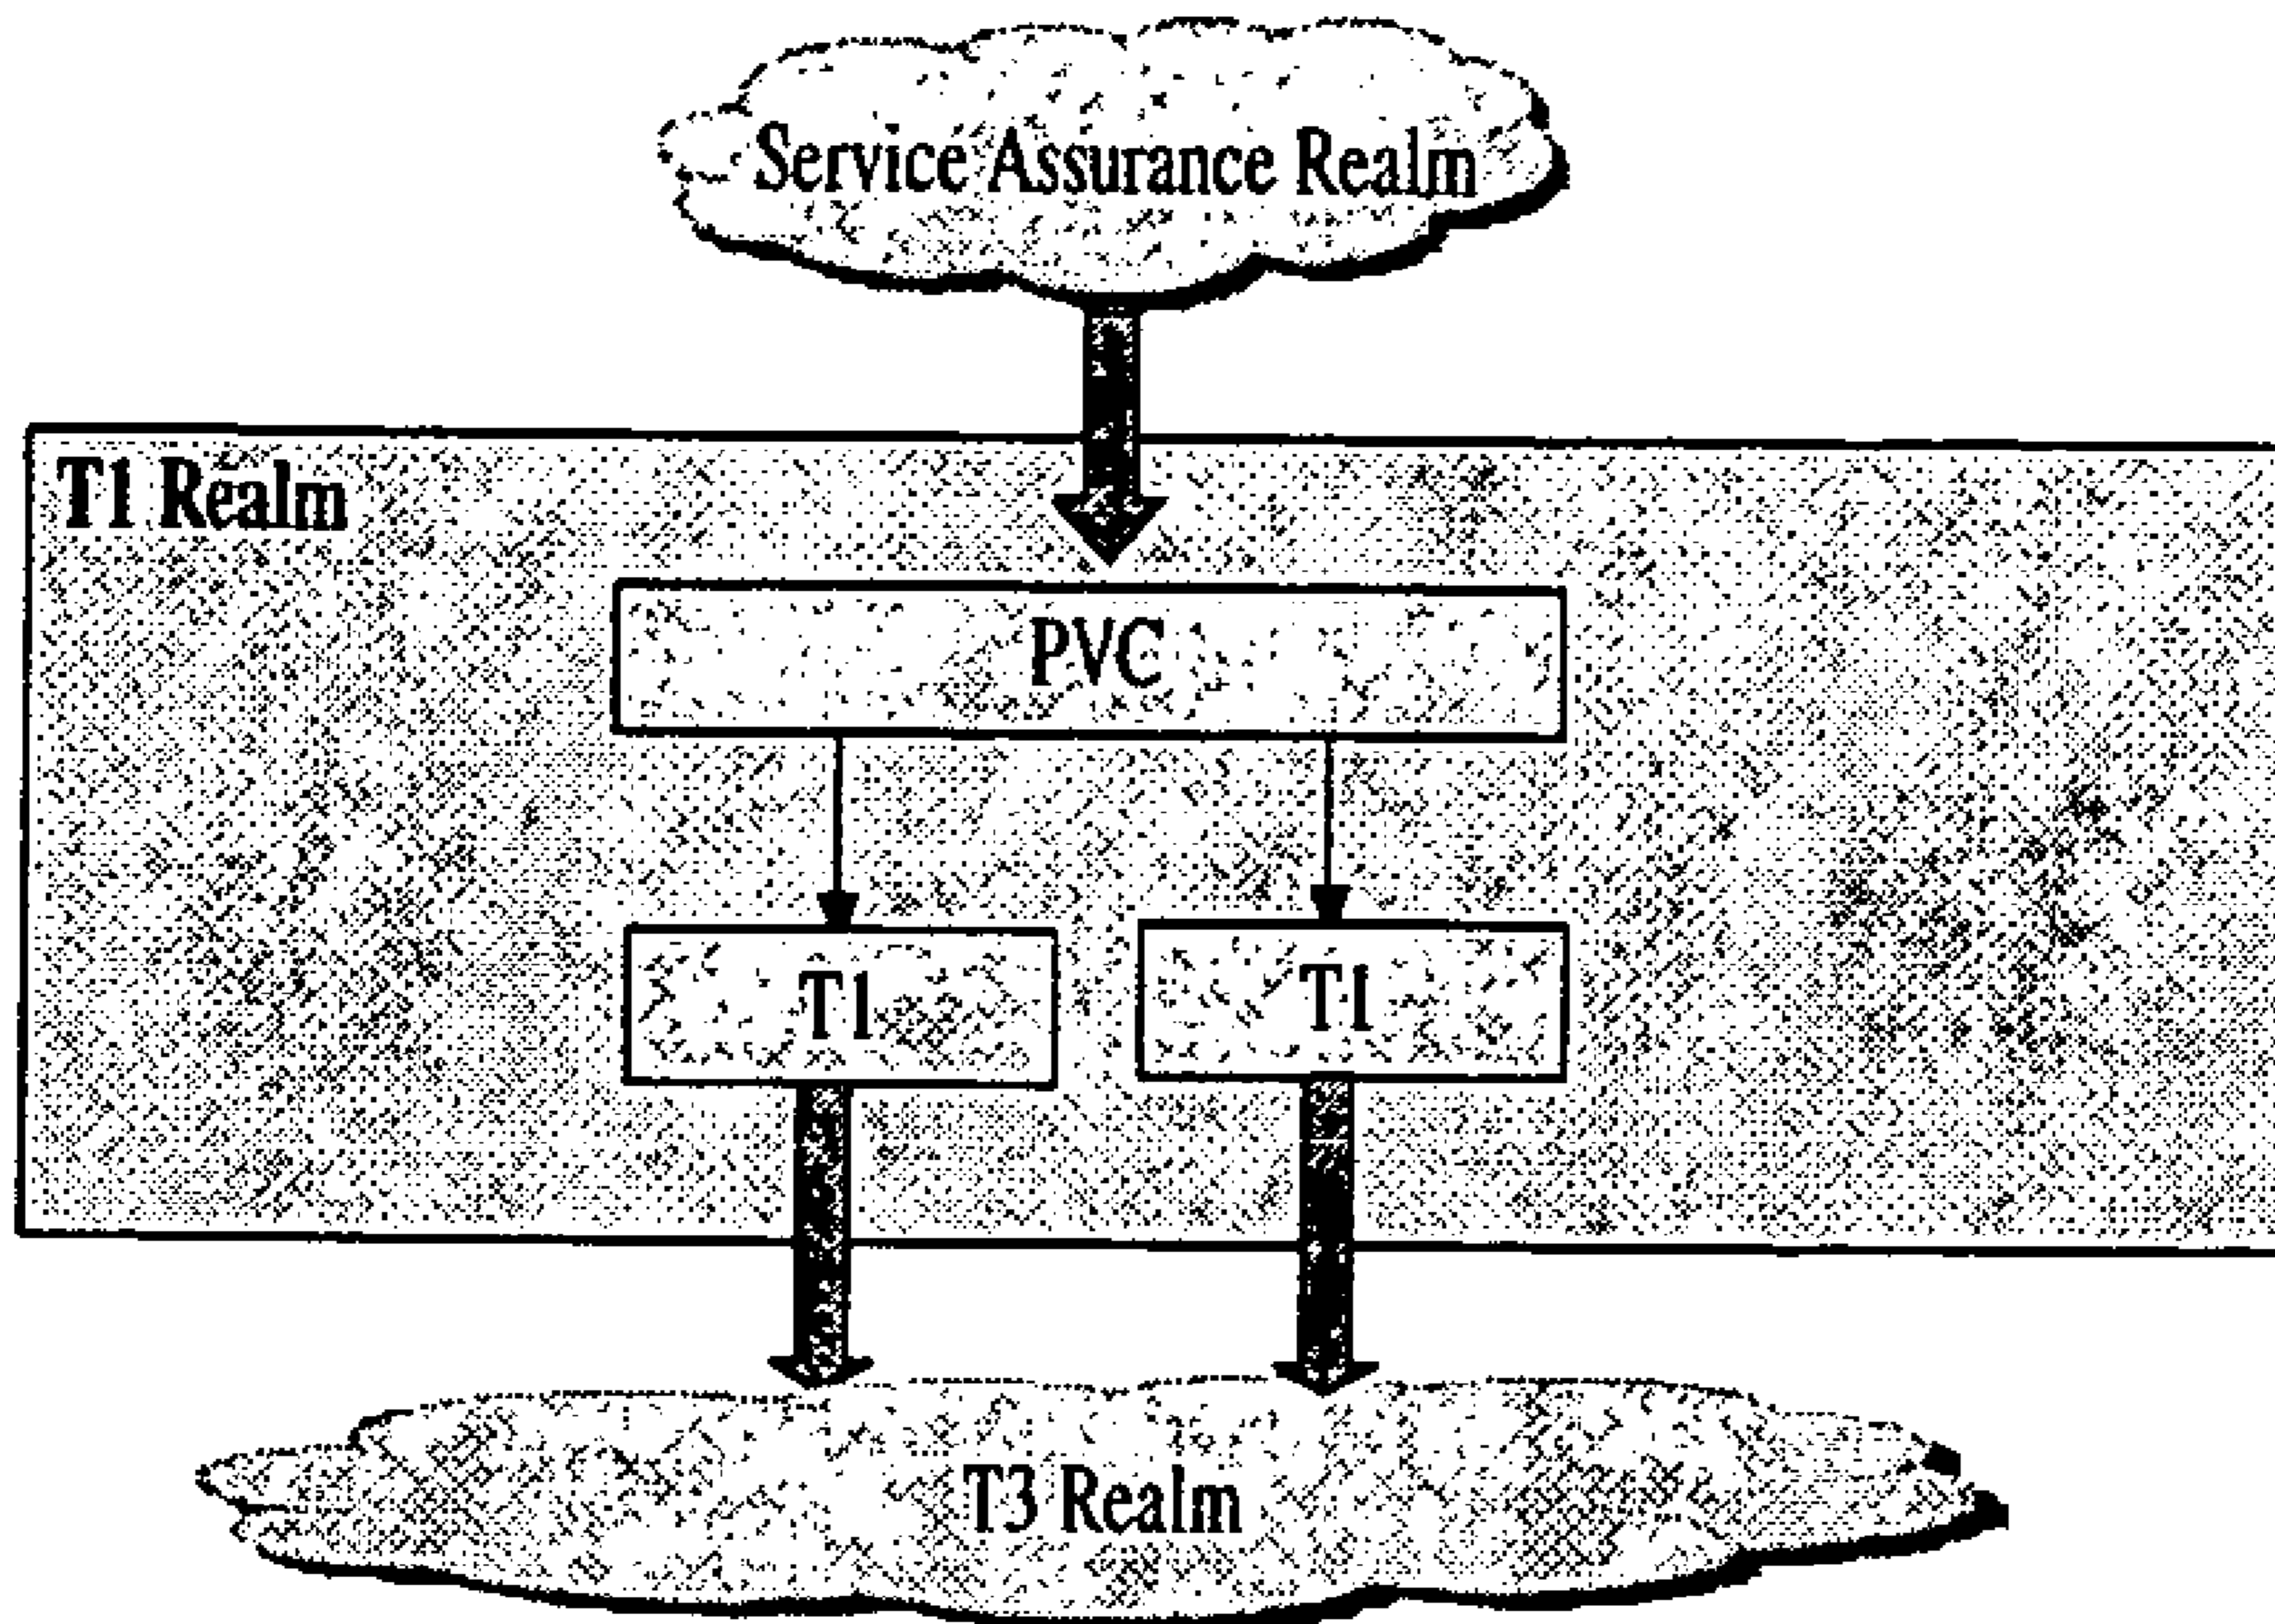 Service Assurance Realm
T1 Realm
PVC
T1
T1
T3 Realm